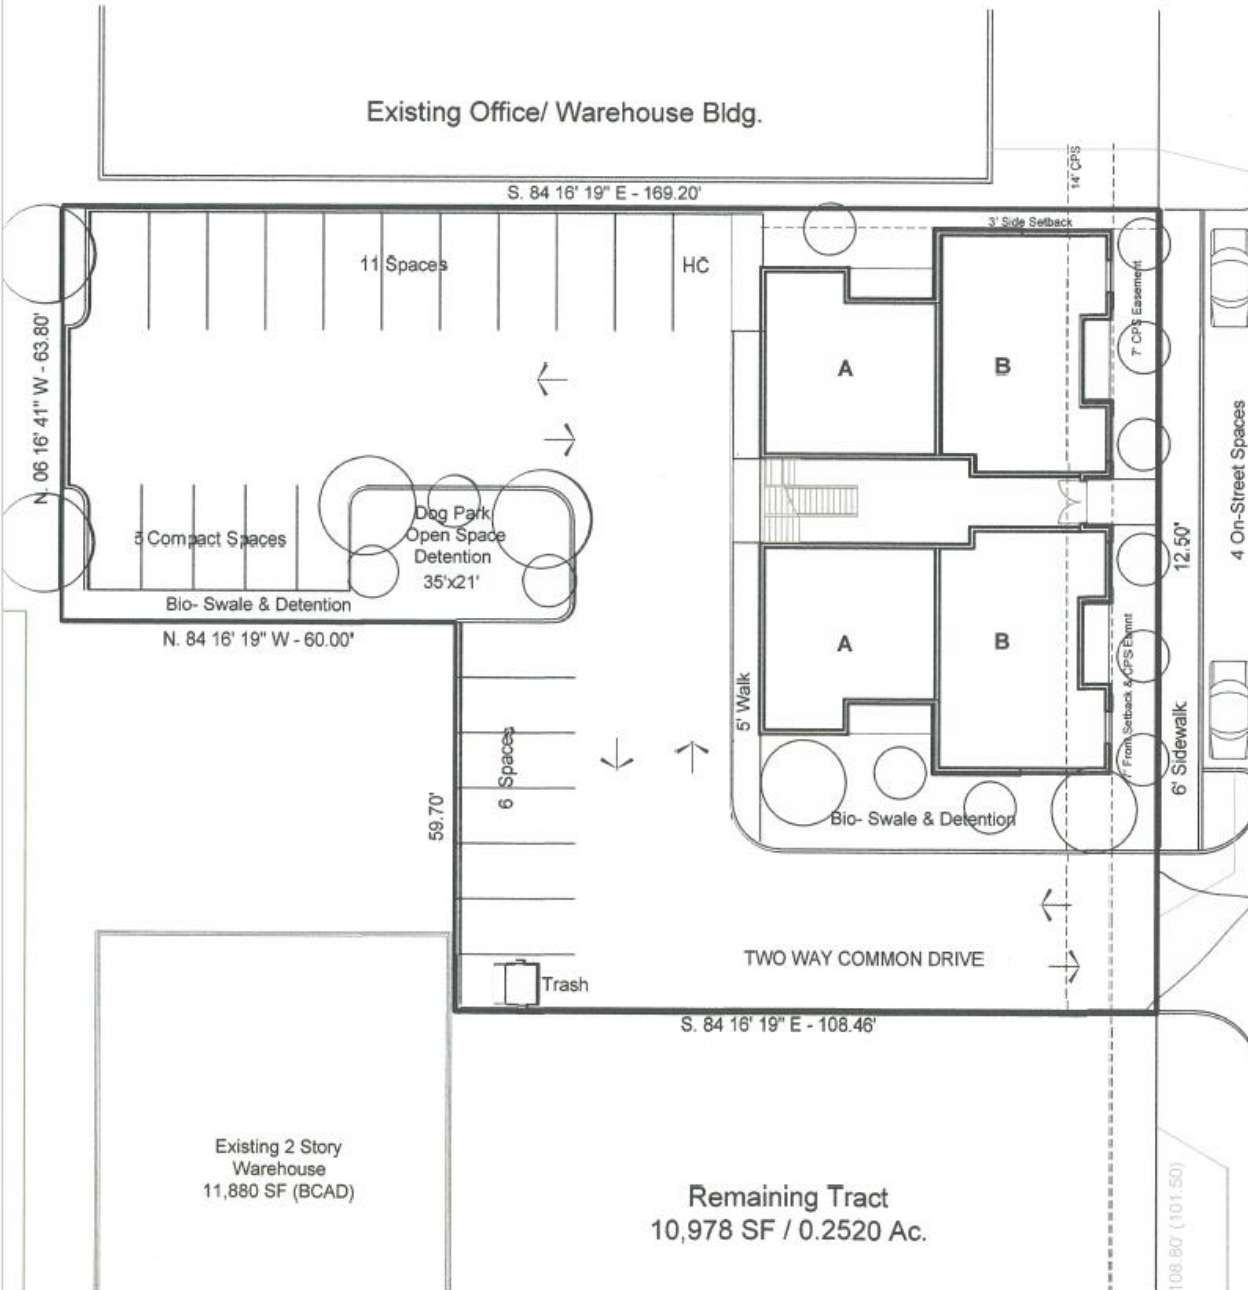 Existing Office/ Warehouse Bldg.
14' CPS
S. 84 16' 19" E - 169.20'
3' Side Setback
11 Spaces
HC
7' CPS Easement
N. 06 16' 41" W - 63.80'
A
B
4 On-Street Spaces
Dog Park
Open Space
Detention
35'x21'
5 Compact Spaces
12.50"
Bio- Swale & Detention
N. 84 16' 19" W - 60.00'
A
B
7' Front Setback & CPS Esmnt
5' Walk
6' Sidewalk
6 Spaces
59.70'
Bio- Swale & Detention
TWO WAY COMMON DRIVE
Trash
S. 84 16' 19" E - 108.46'
Existing 2 Story
Warehouse
11,880 SF (BCAD)
Remaining Tract
10,978 SF / 0.2520 Ac.
108.80' (101.50)